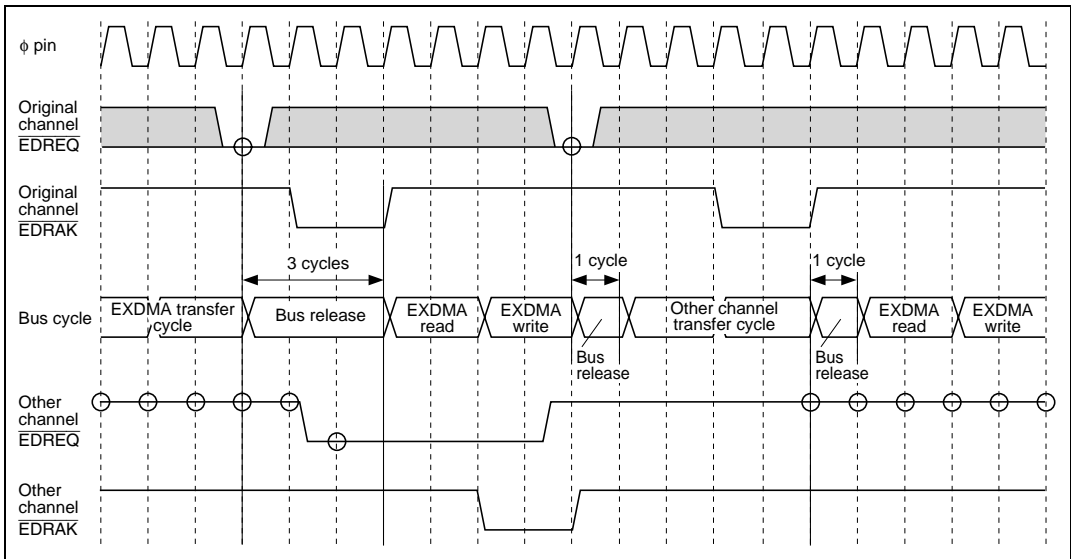 φ pin
Original
channel
EDREQ
Original
channel
EDRAK
3 cycles
1 cycle
1 cycle
Bus cycle
EXDMA transfer
cycle
Bus release
EXDMA
read
EXDMA
write
Bus
release
Other channel
transfer cycle
Bus
release
EXDMA
read
EXDMA
write
Other
channel
EDREQ
Other
channel
EDRAK